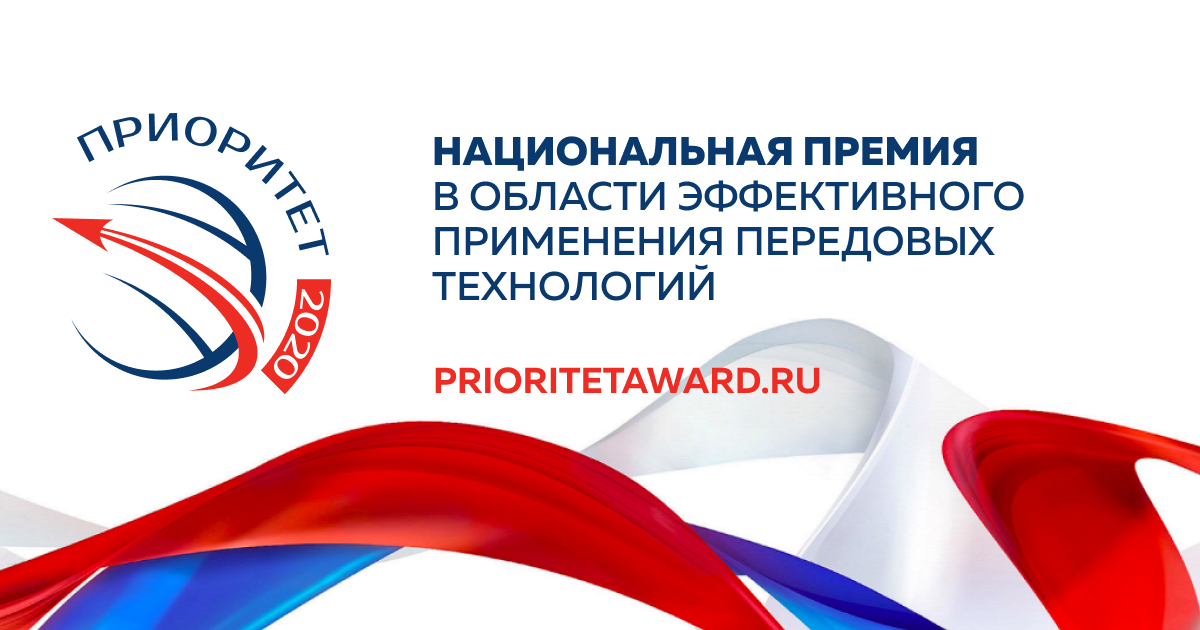 ПРИОРИТЕТ
2020
НАЦИОНАЛЬНАЯ ПРЕМИЯ
В ОБЛАСТИ ЭФФЕКТИВНОГО
ПРИМЕНЕНИЯ ПЕРЕДОВЫХ
ТЕХНОЛОГИЙ
PRIORITETAWARD.RU